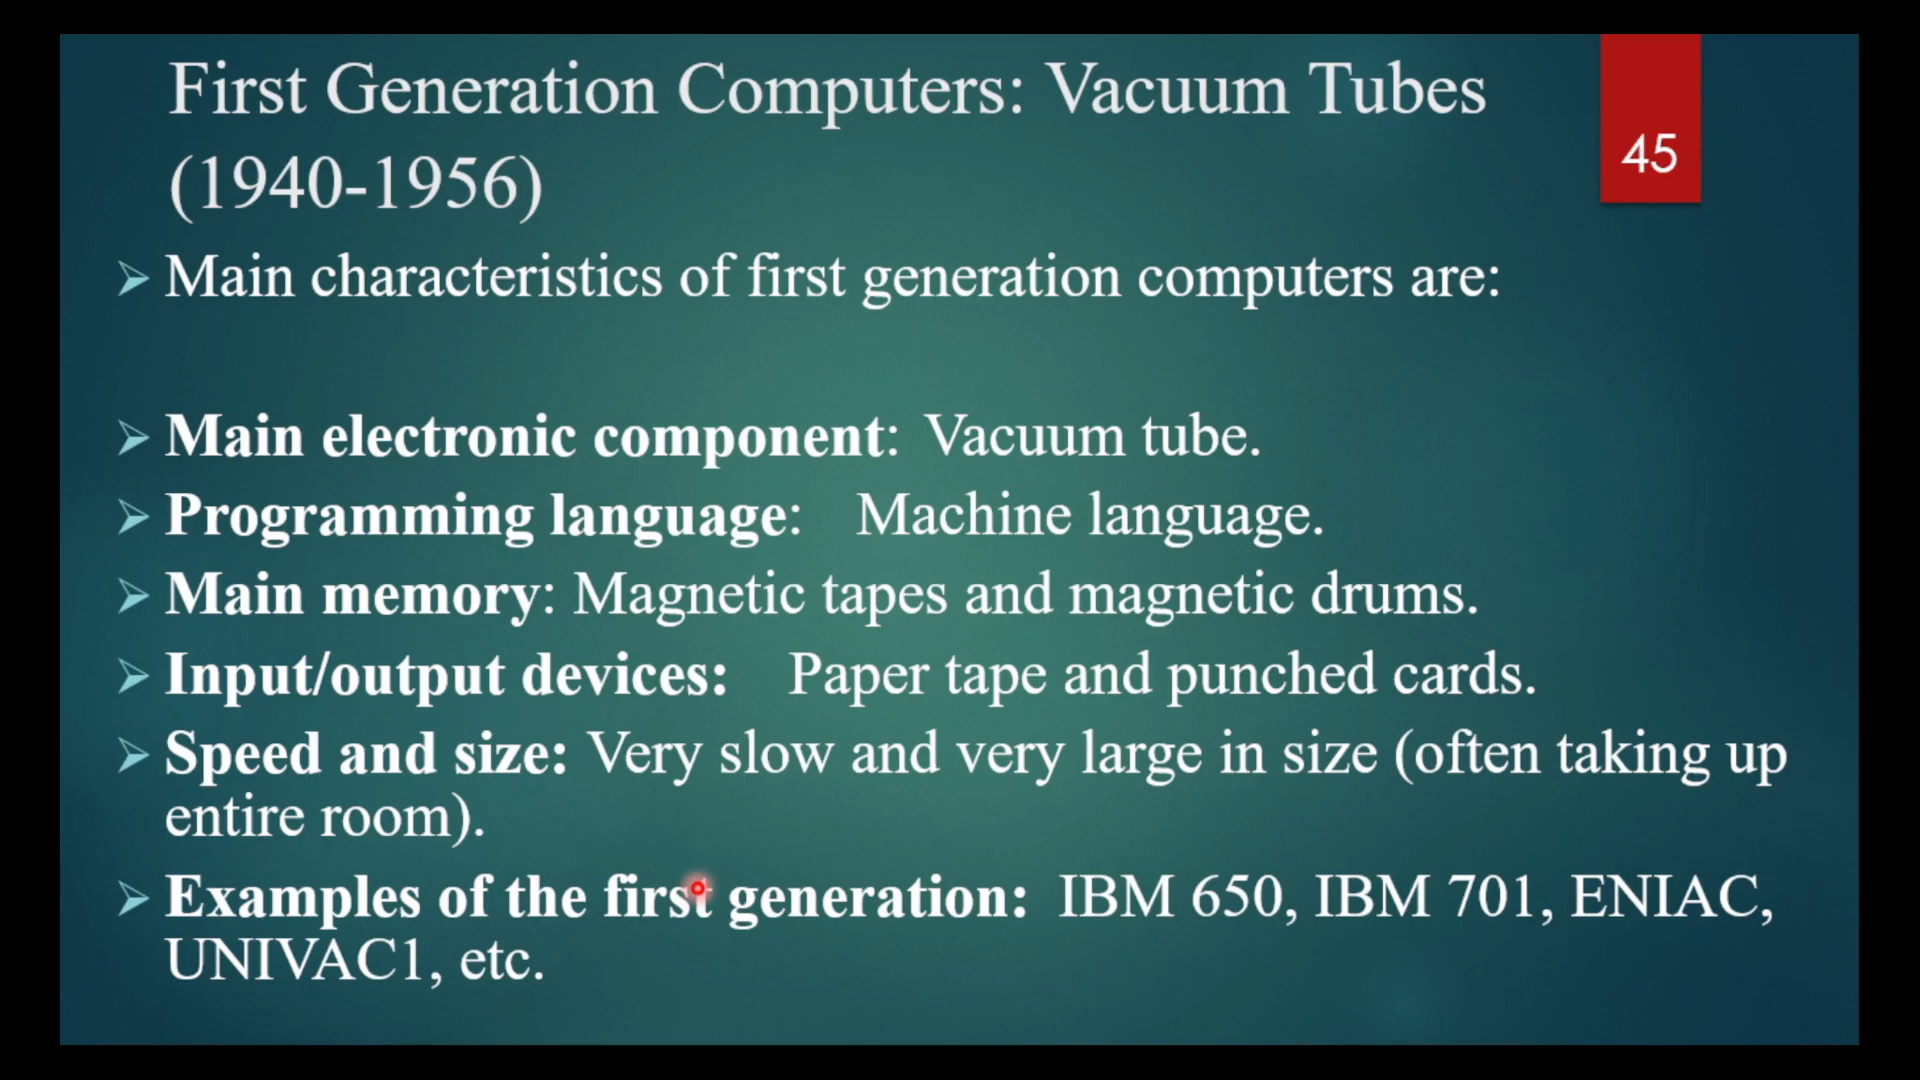 First Generation Computers: Vacuum Tubes
(1940-1956)
45
Main characteristics of first generation computers are:
Main electronic component: Vacuum tube.
Programming language: Machine language.
Main memory: Magnetic tapes and magnetic drums.
Input/output devices: Paper tape and punched cards.
Speed and size: Very slow and very large in size (often taking up
entire room).
Examples of the first generation: IBM 650, IBM 701, ENIAC,
UNIVAC1, etc.